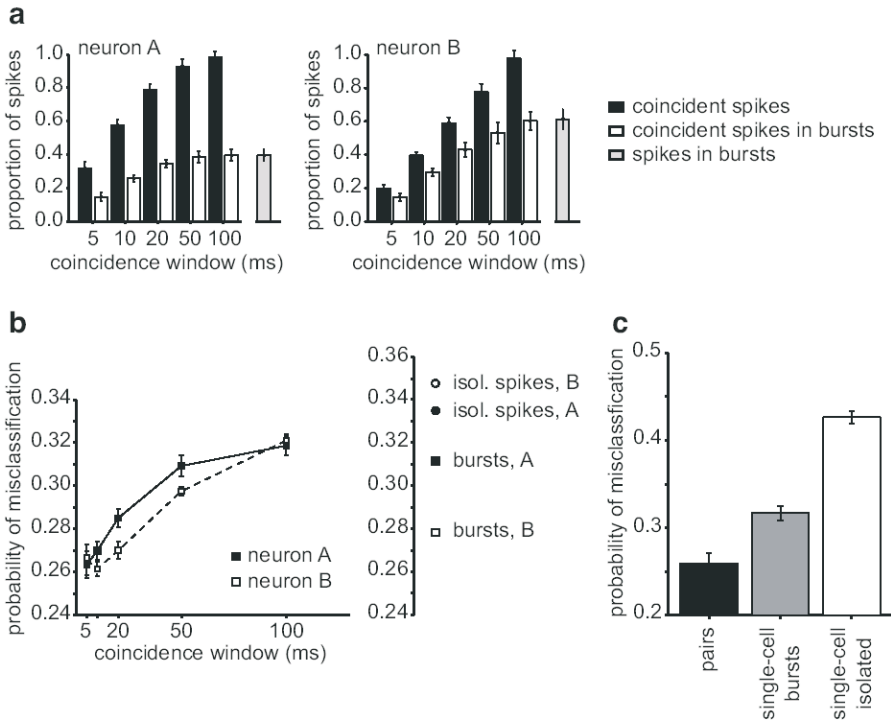 a
neuron A
proportion of spikes
1.0
0.8
0.6
0.4
0.2
0.0
5 10 20 50 100
coincidence window (ms)
neuron B
proportion of spikes
1.0
0.8
0.6
0.4
0.2
0.0
5 10 20 50 100
coincidence window (ms)
coincident spikes
coincident spikes in bursts
spikes in bursts
b
probability of misclassification
0.34
0.32
0.30
0.28
0.26
0.24
5 20 50 100
coincidence window (ms)
neuron A
neuron B
0.36
0.34
0.32
0.30
0.28
0.26
0.24
isol. spikes, B
isol. spikes, A
bursts, A
bursts, B
c
probability of misclassfication
0.5
0.4
0.3
0.2
pairs
single-cell
bursts
single-cell
isolated